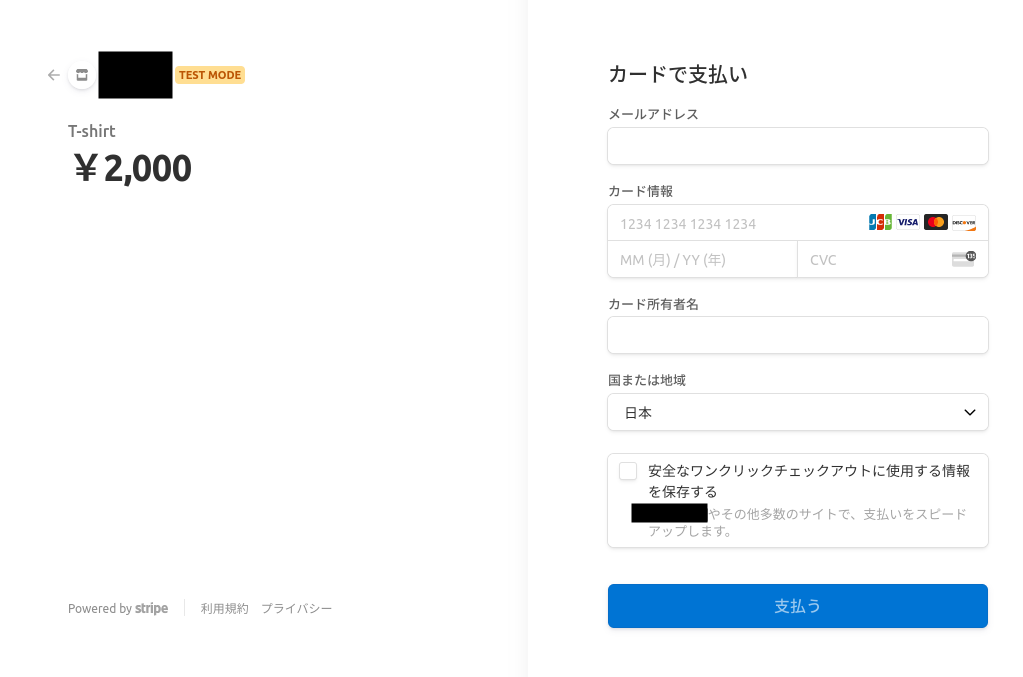 TEST MODE
T-shirt
¥2,000
Powered by stripe
利用規約 プライバシー
カードで支払い
メールアドレス
カード情報
1234 1234 1234 1234
JCB VISA DISCOVER
MM (月) / YY (年)
CVC
135
カード所有者名
国または地域
日本
安全なワンクリックチェックアウトに使用する情報
を保存する
やその他多数のサイトで、支払いをスピード
アップします。
支払う